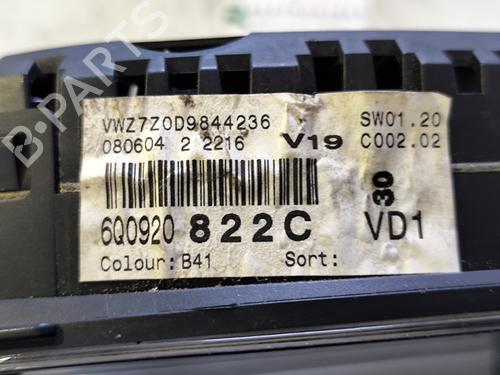 VWZ7Z0D9844236 SW01.20
080604 2 2216 V19 C002.02
30
6Q0920 822C VD1
Colour:B41 Sort:
B-Parts